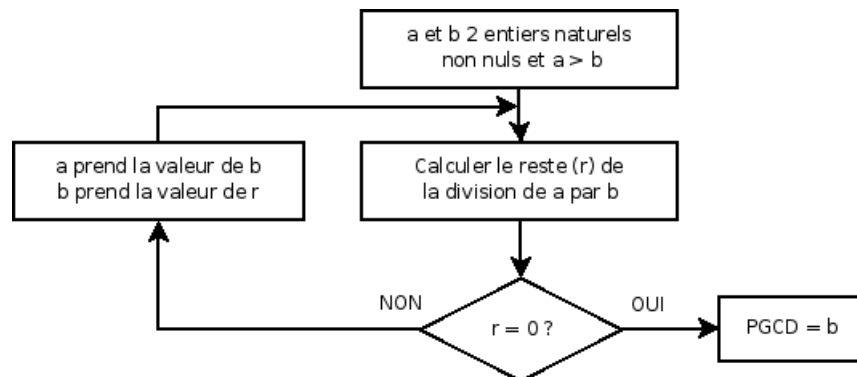 a et b 2 entiers naturels
non nuls et a > b
a prend la valeur de b
b prend la valeur de r
Calculer le reste (r) de
la division de a par b
NON
r = 0 ?
OUI
PGCD = b